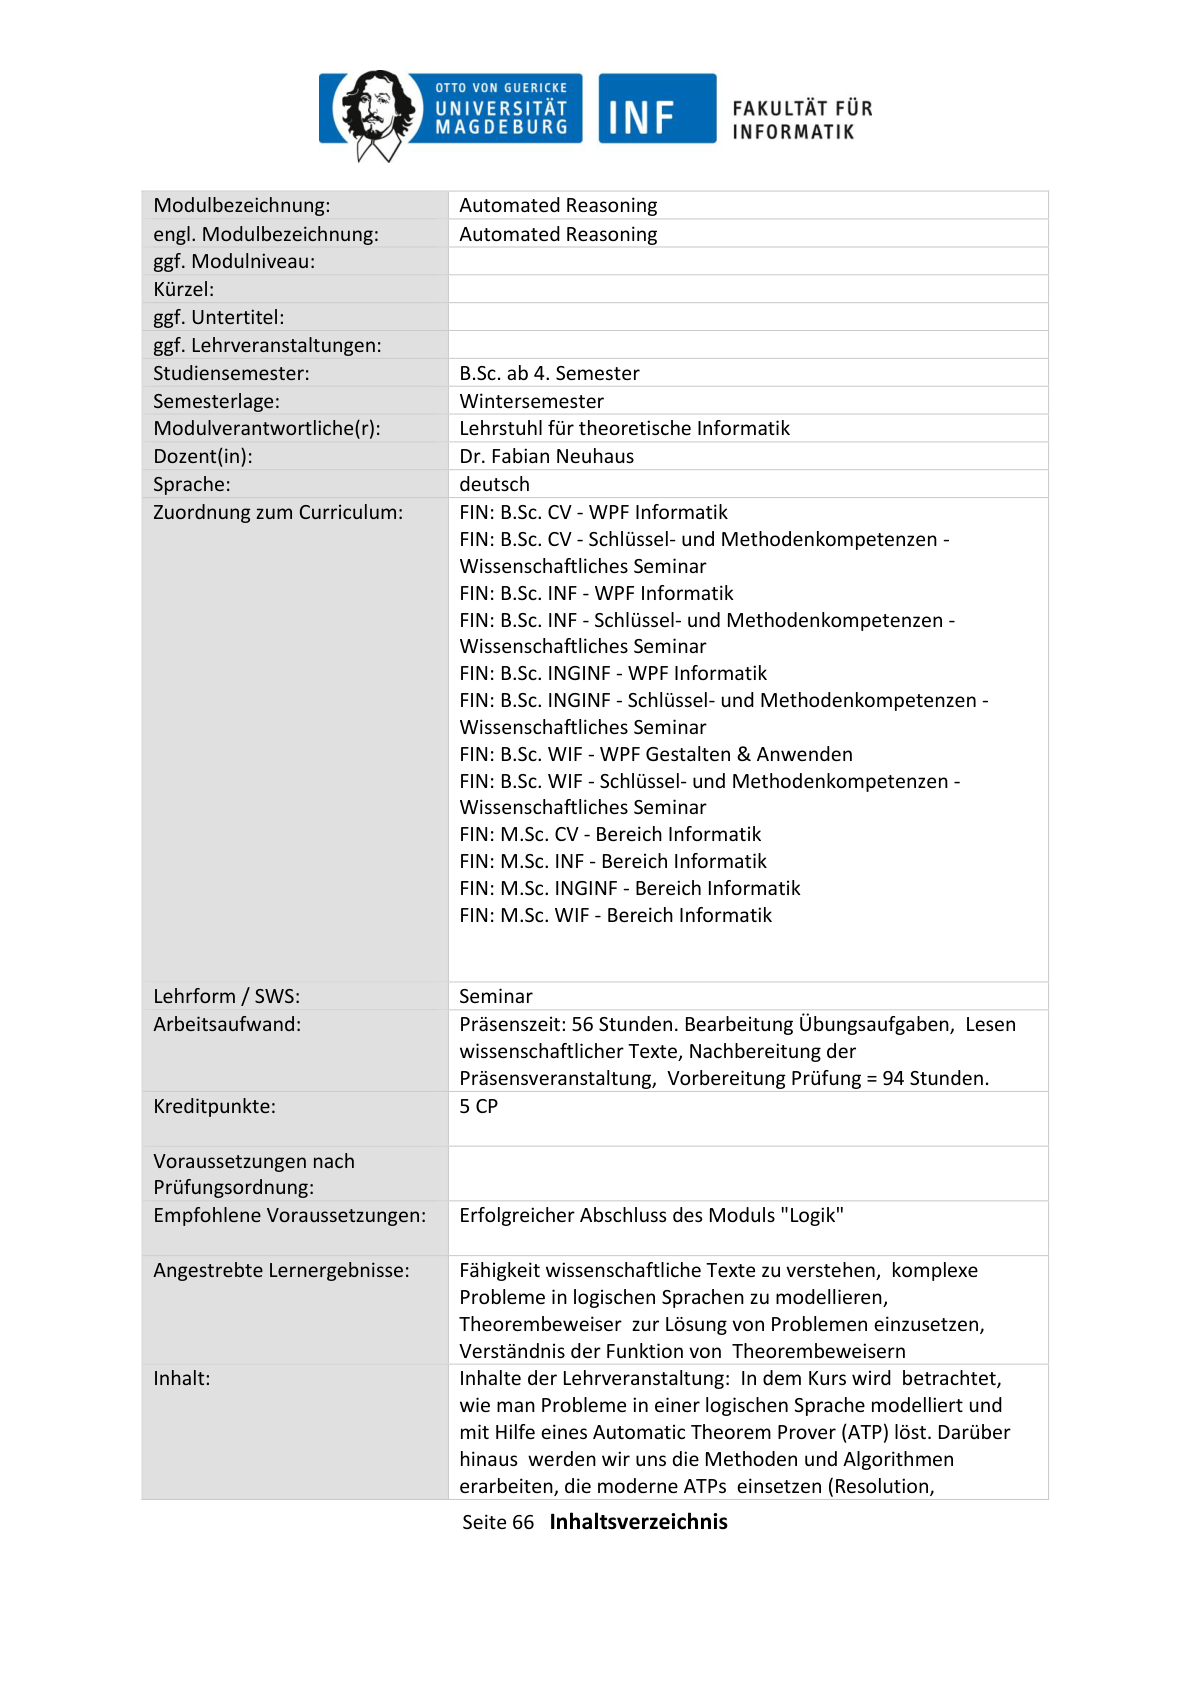 OTTO VON GUERICKE
UNIVERSITÄT
MAGDEBURG
INF
FAKULTÄT FÜR
INFORMATIK
Modulbezeichnung: Automated Reasoning
engl. Modulbezeichnung: Automated Reasoning
ggf. Modulniveau:
Kürzel:
ggf. Untertitel:
ggf. Lehrveranstaltungen:
Studiensemester: B.Sc. ab 4. Semester
Semesterlage: Wintersemester
Modulverantwortliche(r): Lehrstuhl für theoretische Informatik
Dozent(in): Dr. Fabian Neuhaus
Sprache: deutsch
Zuordnung zum Curriculum: FIN: B.Sc. CV - WPF Informatik
FIN: B.Sc. CV - Schlüssel- und Methodenkompetenzen -
Wissenschaftliches Seminar
FIN: B.Sc. INF - WPF Informatik
FIN: B.Sc. INF - Schlüssel- und Methodenkompetenzen -
Wissenschaftliches Seminar
FIN: B.Sc. INGINF - WPF Informatik
FIN: B.Sc. INGINF - Schlüssel- und Methodenkompetenzen -
Wissenschaftliches Seminar
FIN: B.Sc. WIF - WPF Gestalten & Anwenden
FIN: B.Sc. WIF - Schlüssel- und Methodenkompetenzen -
Wissenschaftliches Seminar
FIN: M.Sc. CV - Bereich Informatik
FIN: M.Sc. INF - Bereich Informatik
FIN: M.Sc. INGINF - Bereich Informatik
FIN: M.Sc. WIF - Bereich Informatik
Lehrform / SWS: Seminar
Arbeitsaufwand: Präsenszeit: 56 Stunden. Bearbeitung Übungsaufgaben, Lesen
wissenschaftlicher Texte, Nachbereitung der
Präsensveranstaltung, Vorbereitung Prüfung = 94 Stunden.
Kreditpunkte: 5 CP
Voraussetzungen nach
Prüfungsordnung:
Empfohlene Voraussetzungen: Erfolgreicher Abschluss des Moduls "Logik"
Angestrebte Lernergebnisse: Fähigkeit wissenschaftliche Texte zu verstehen, komplexe
Probleme in logischen Sprachen zu modellieren,
Theorembeweiser zur Lösung von Problemen einzusetzen,
Verständnis der Funktion von Theorembeweisern
Inhalt: Inhalte der Lehrveranstaltung: In dem Kurs wird betrachtet,
wie man Probleme in einer logischen Sprache modelliert und
mit Hilfe eines Automatic Theorem Prover (ATP) löst. Darüber
hinaus werden wir uns die Methoden und Algorithmen
erarbeiten, die moderne ATPs einsetzen (Resolution,
Seite 66 Inhaltsverzeichnis